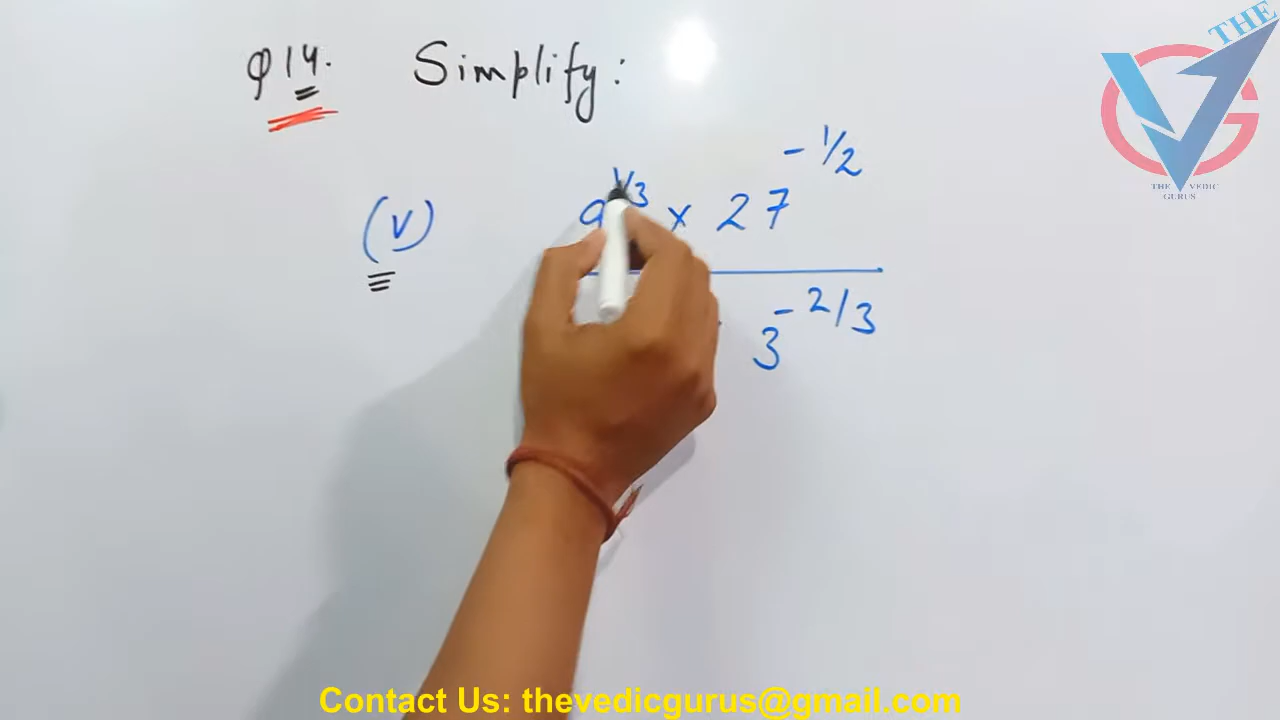 Q14. Simplify:
(v) 9^1/3 x 27^-1/2
3^-2/3
THE
VG
THE VEDIC
GURUS
Contact Us: thevedicgurus@gmail.com